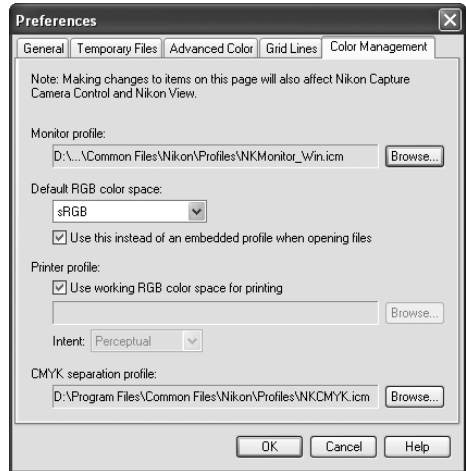 Preferences
General Temporary Files Advanced Color Grid Lines Color Management
Note: Making changes to items on this page will also affect Nikon Capture
Camera Control and Nikon View.
Monitor profile:
D:\...\Common Files\Nikon\Profiles\NKMonitor_Win.icm Browse...
Default RGB color space:
sRGB
Use this instead of an embedded profile when opening files
Printer profile:
Use working RGB color space for printing
Browse...
Intent: Perceptual
CMYK separation profile:
D:\Program Files\Common Files\Nikon\Profiles\NKCMYK.icm Browse...
OK Cancel Help